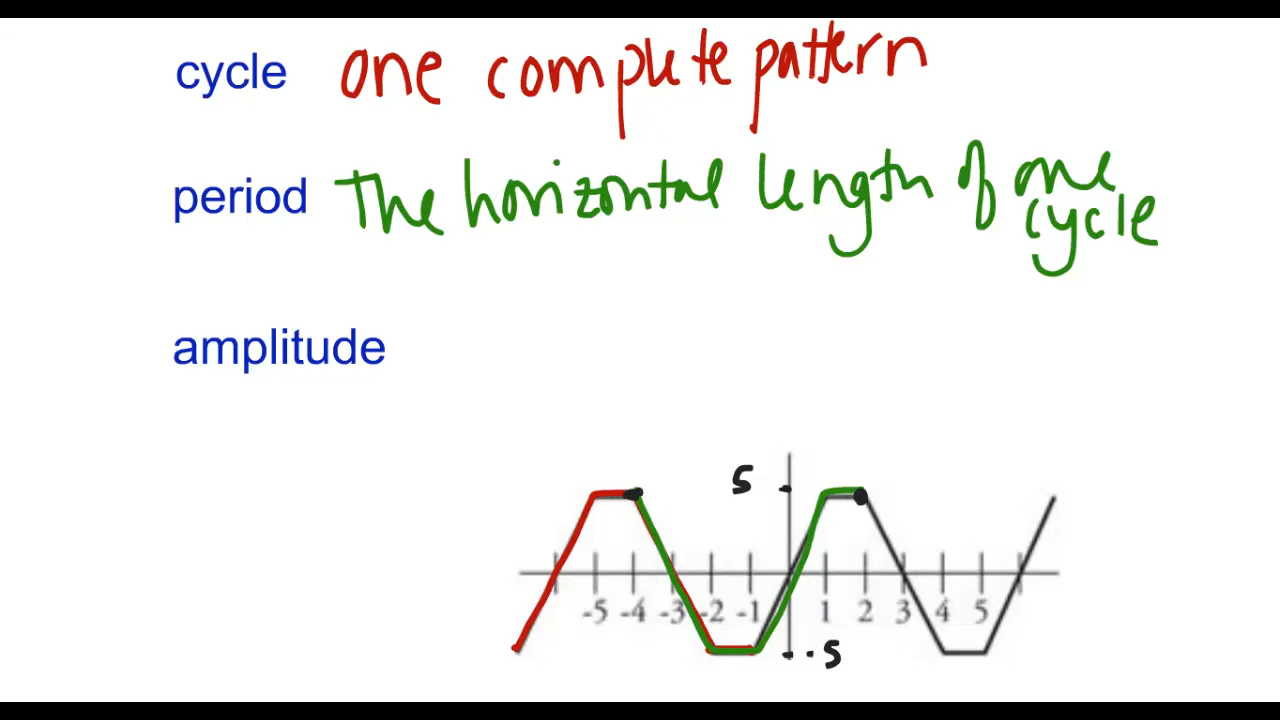 cycle one complete pattern
period The horizontal length of one
cycle
amplitude
5
-5 -4 -3 -2 -1 1 2 3 4 5
-5